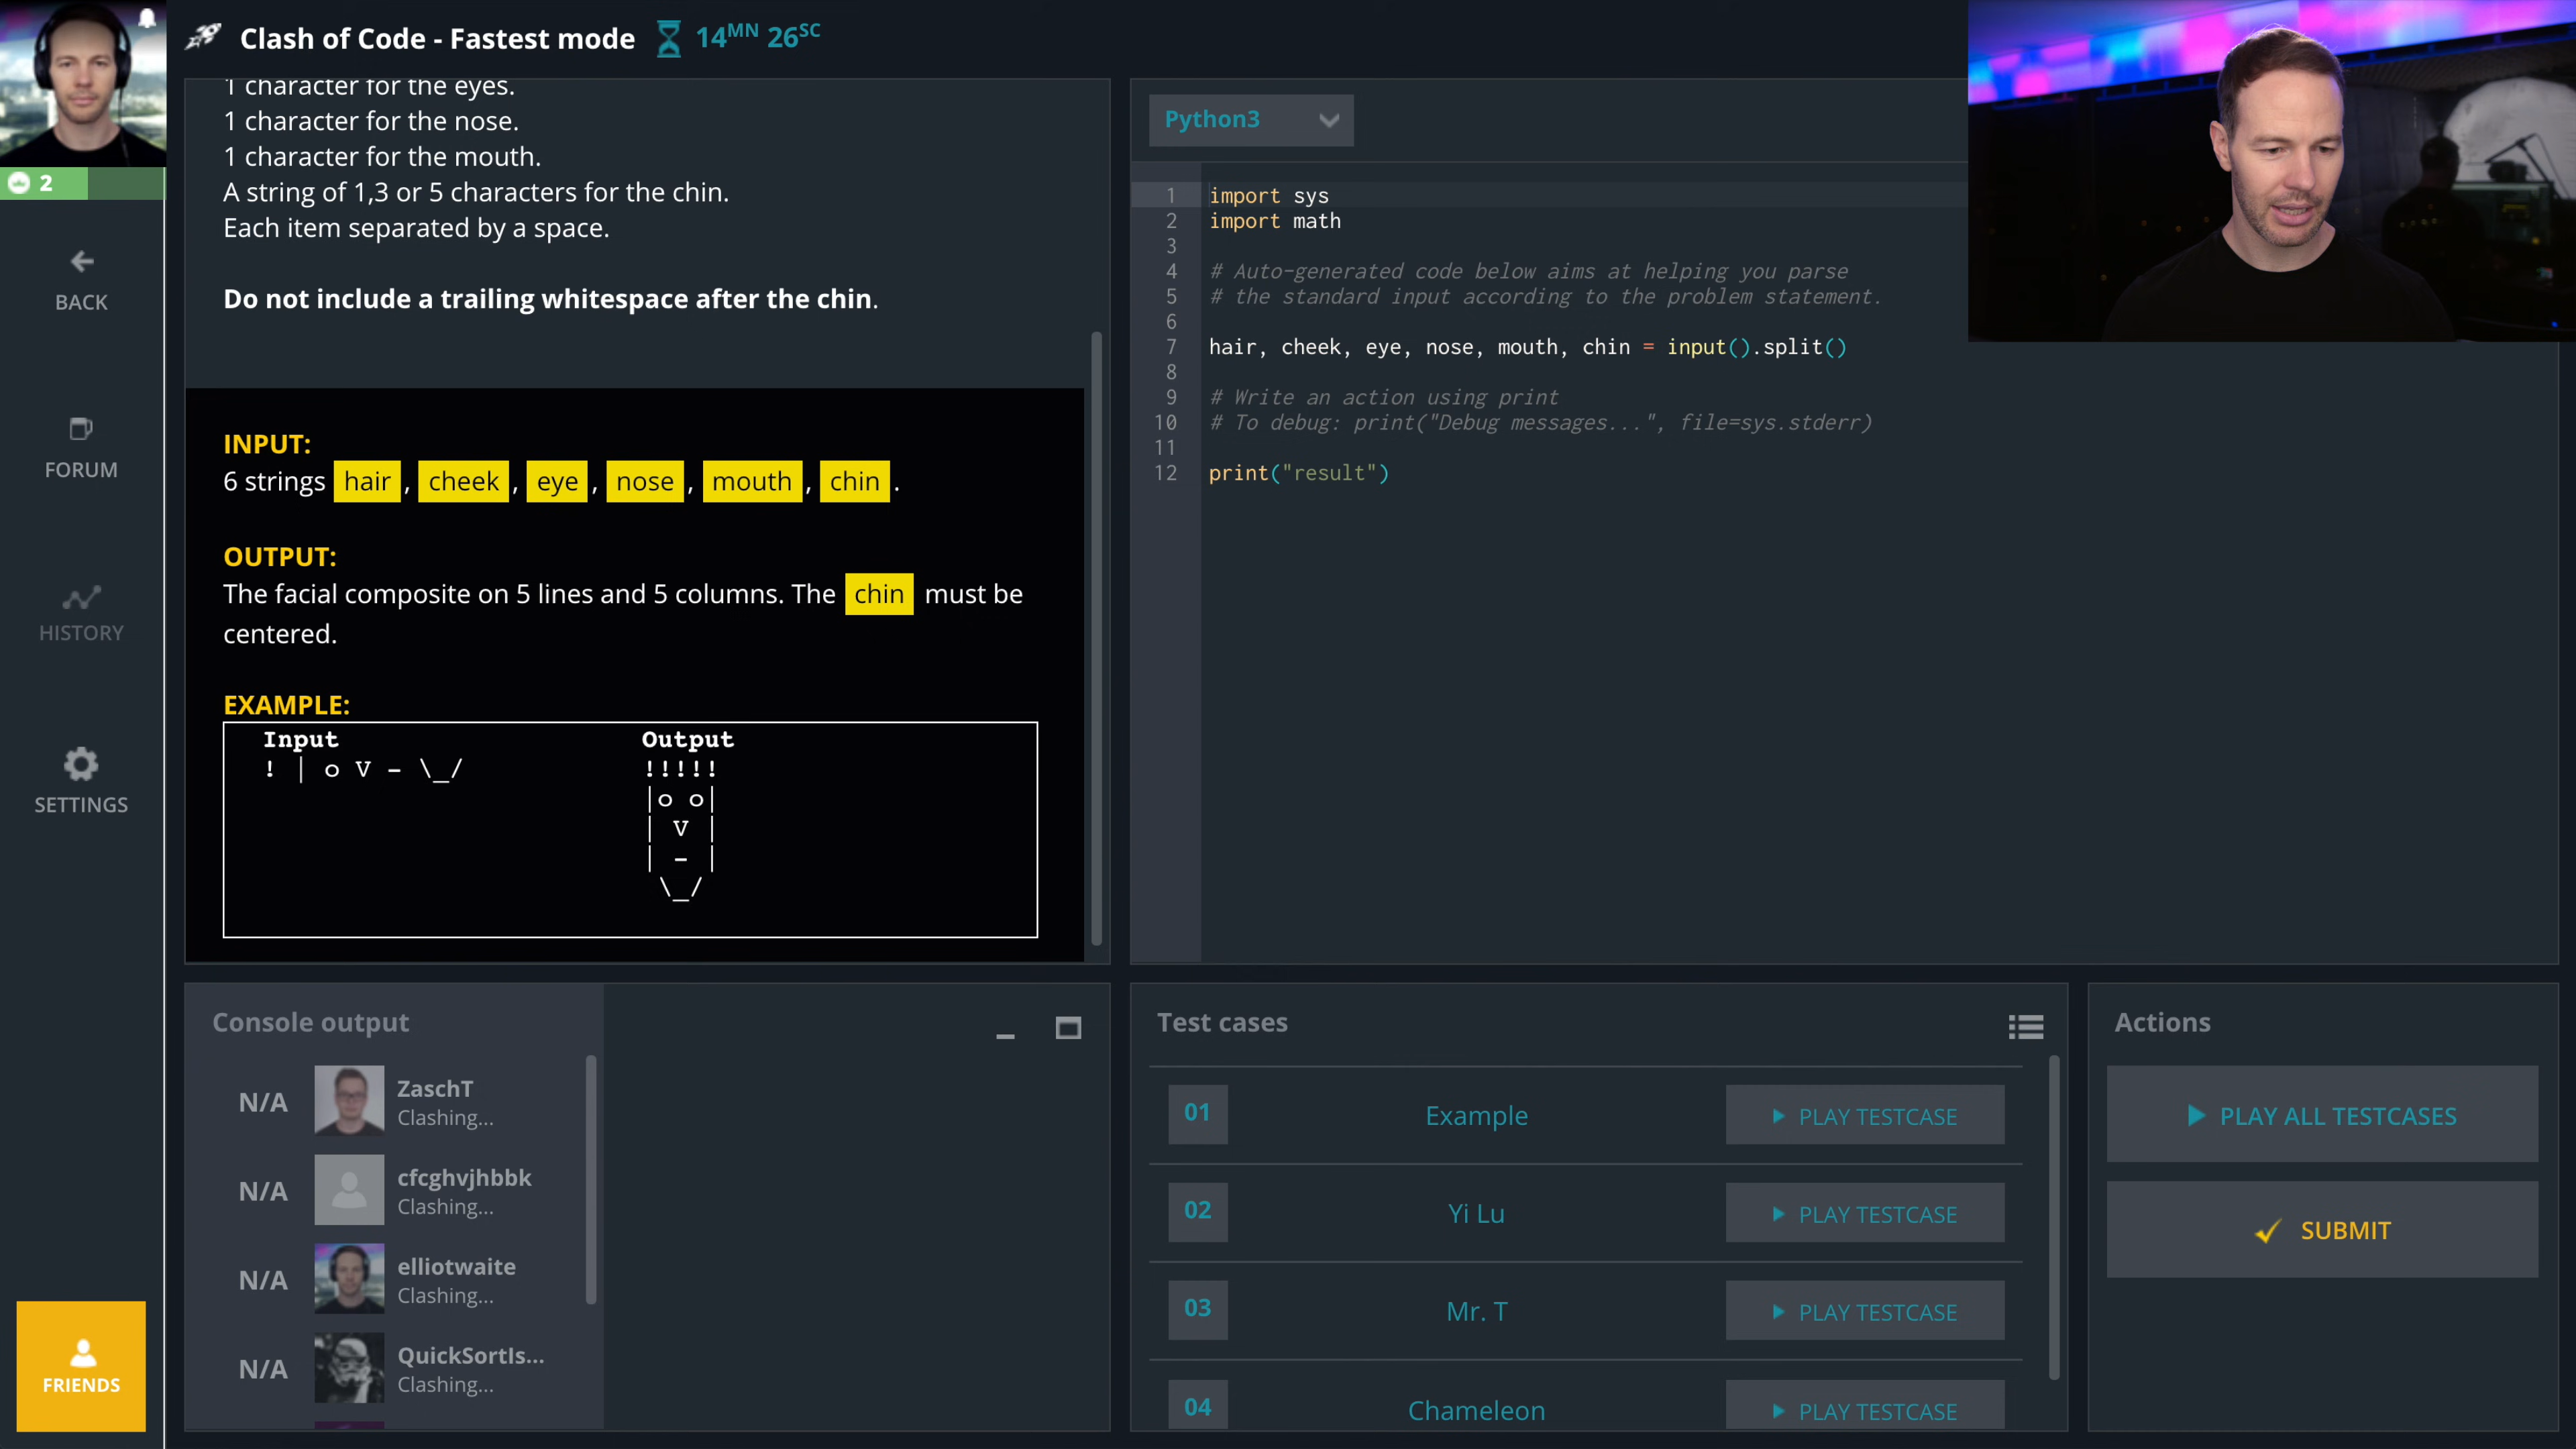 Clash of Code - Fastest mode
14MN 26SC
2
BACK
FORUM
HISTORY
SETTINGS
FRIENDS
1 character for the eyes.
1 character for the nose.
1 character for the mouth.
A string of 1,3 or 5 characters for the chin.
Each item separated by a space.
Do not include a trailing whitespace after the chin.
INPUT:
6 strings hair , cheek , eye , nose , mouth , chin .
OUTPUT:
The facial composite on 5 lines and 5 columns. The chin must be
centered.
EXAMPLE:
Input
! | o V - \_/
Output
!!!!!
|o o|
| V |
| - |
 \_/
Python3
1 import sys
2 import math
3
4 # Auto-generated code below aims at helping you parse
5 # the standard input according to the problem statement.
6
7 hair, cheek, eye, nose, mouth, chin = input().split()
8
9 # Write an action using print
10 # To debug: print("Debug messages...", file=sys.stderr)
11
12 print("result")
Console output
N/A ZaschT
Clashing...
N/A cfcghvjhbbk
Clashing...
N/A elliotwaite
Clashing...
N/A QuickSortIs...
Clashing...
Test cases
01 Example PLAY TESTCASE
02 Yi Lu PLAY TESTCASE
03 Mr. T PLAY TESTCASE
04 Chameleon PLAY TESTCASE
Actions
PLAY ALL TESTCASES
SUBMIT